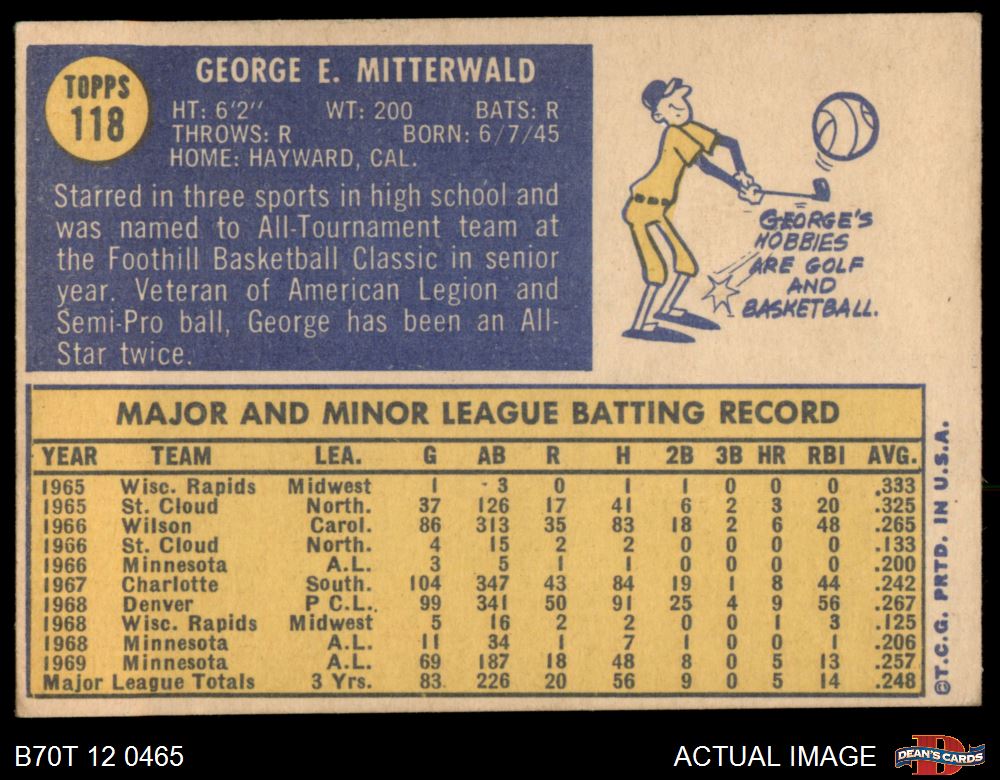 TOPPS
118
GEORGE E. MITTERWALD
HT: 6'2" WT: 200 BATS: R
THROWS: R BORN: 6/7/45
HOME: HAYWARD, CAL.
Starred in three sports in high school and
was named to All-Tournament team at
the Foothill Basketball Classic in senior
year. Veteran of American Legion and
Semi-Pro ball, George has been an All-
Star twice.
GEORGE'S
HOBBIES
ARE GOLF
AND
BASKETBALL.
MAJOR AND MINOR LEAGUE BATTING RECORD
YEAR TEAM LEA. G AB R H 2B 3B HR RBI AVG.
1965 Wisc. Rapids Midwest 1 3 0 1 1 0 0 0 .333
1965 St. Cloud North. 37 126 17 41 6 2 3 20 .325
1966 Wilson Carol. 86 313 35 83 18 2 6 48 .265
1966 St. Cloud North. 4 15 2 2 0 0 0 0 .133
1966 Minnesota A.L. 3 5 1 1 0 0 0 0 .200
1967 Charlotte South. 104 347 43 84 19 1 8 44 .242
1968 Denver P C.L. 99 341 50 91 25 4 9 56 .267
1968 Wisc. Rapids Midwest 5 16 2 2 0 0 1 3 .125
1968 Minnesota A.L. 11 34 1 7 1 0 0 1 .206
1969 Minnesota A.L. 69 187 18 48 8 0 5 13 .257
Major League Totals 3 Yrs. 83 226 20 56 9 0 5 14 .248
©T.C.G. PRTD. IN U.S.A.
B70T 12 0465
ACTUAL IMAGE
DEAN'S CARDS